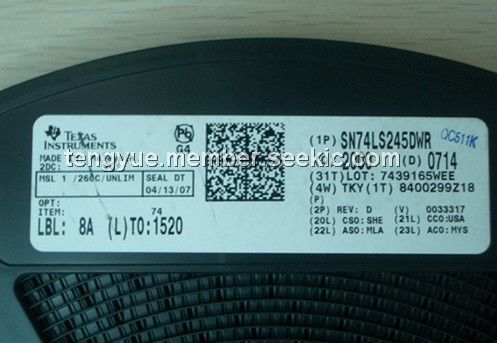 TEXAS
INSTRUMENTS
MADE
2DC:
MSL 1 /260C/UNLIM
SEAL DT
04/13/07
OPT:
ITEM: 74
LBL: 8A (L)TO:1520
Pb
G4
(1P) SN74LS245DWR
QC511K
(D) 0714
(31T)LOT: 7439165WEE
(4W) TKY(1T) 8400299Z18
(P)
(2P) REV: D (V) 0033317
(20L) CSO:SHE (21L) CCO:USA
(22L) ASO:MLA (23L) ACO:MYS
tengyue.member.seekic.com